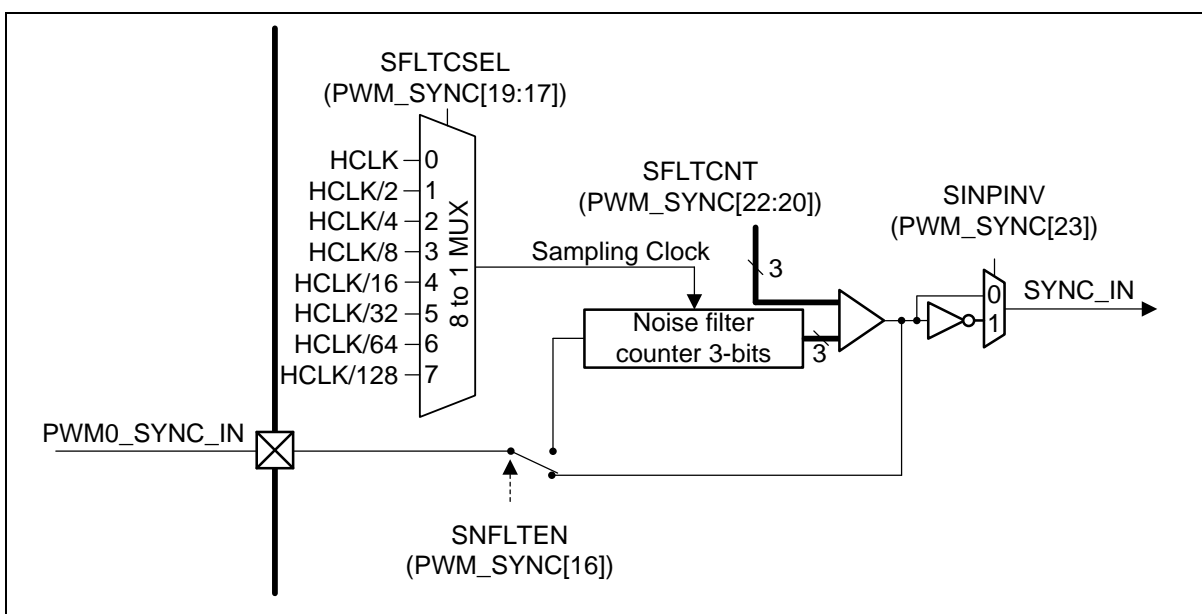 SFLTCSEL
(PWM_SYNC[19:17])
HCLK 0
HCLK/2 1
HCLK/4 2
HCLK/8 3
HCLK/16 4
HCLK/32 5
HCLK/64 6
HCLK/128 7
8 to 1 MUX
Sampling Clock
SFLTCNT
(PWM_SYNC[22:20])
3
Noise filter
counter 3-bits
3
SINPINV
(PWM_SYNC[23])
0
1
SYNC_IN
PWM0_SYNC_IN
SNFLTEN
(PWM_SYNC[16])